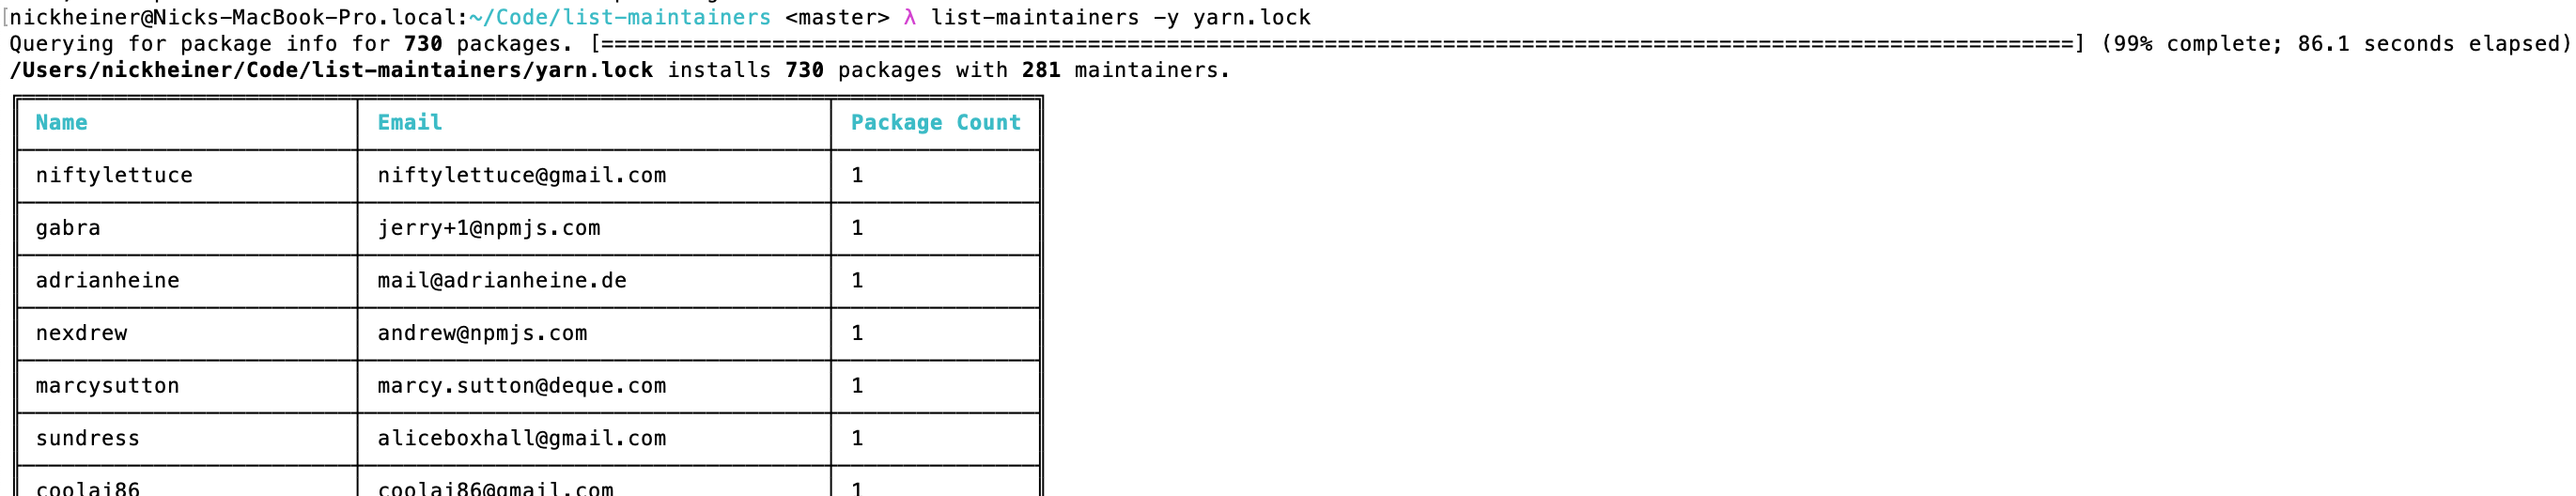 nickheiner@Nicks-MacBook-Pro.local:~/Code/list-maintainers <master> λ list-maintainers -y yarn.lock
Querying for package info for 730 packages. [================================================================================================================] (99% complete; 86.1 seconds elapsed)
/Users/nickheiner/Code/list-maintainers/yarn.lock installs 730 packages with 281 maintainers.
Name Email Package Count
niftylettuce niftylettuce@gmail.com 1
gabra jerry+1@npmjs.com 1
adrianheine mail@adrianheine.de 1
nexdrew andrew@npmjs.com 1
marcysutton marcy.sutton@deque.com 1
sundress aliceboxhall@gmail.com 1
coolaj86 coolaj86@gmail.com 1